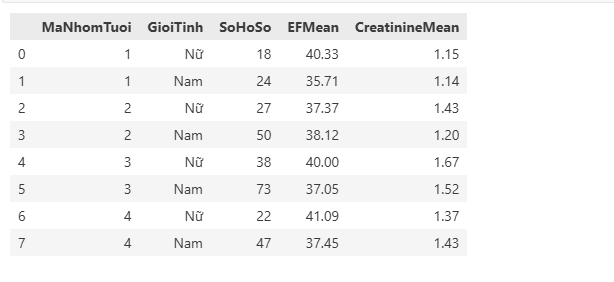 MaNhomTuoi GioiTinh SoHoSo EFMean CreatinineMean
0 1 Nữ 18 40.33 1.15
1 1 Nam 24 35.71 1.14
2 2 Nữ 27 37.37 1.43
3 2 Nam 50 38.12 1.20
4 3 Nữ 38 40.00 1.67
5 3 Nam 73 37.05 1.52
6 4 Nữ 22 41.09 1.37
7 4 Nam 47 37.45 1.43